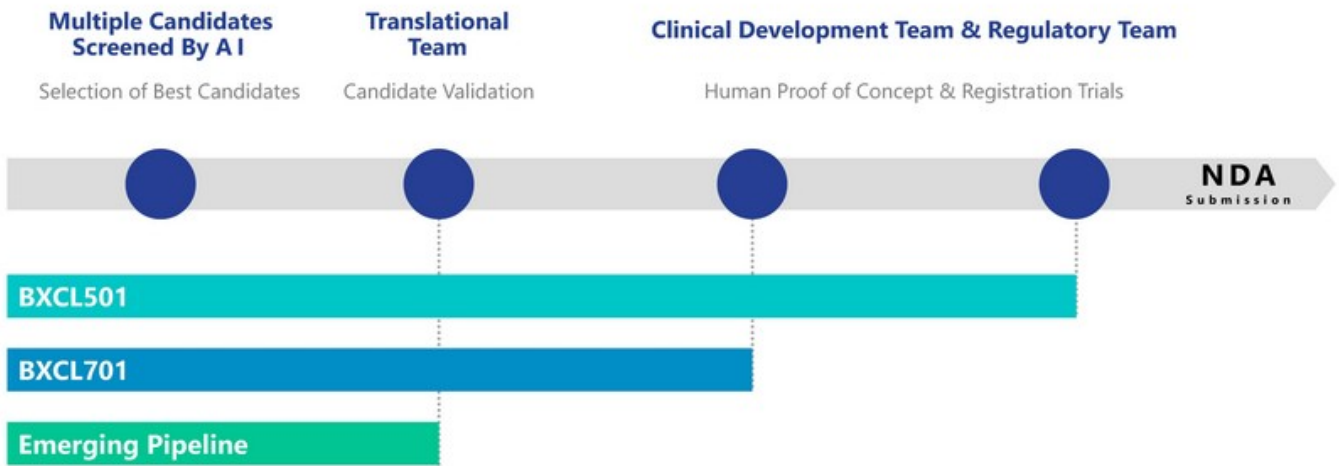 Multiple Candidates
Screened By A I
Selection of Best Candidates
Translational
Team
Candidate Validation
Clinical Development Team & Regulatory Team
Human Proof of Concept & Registration Trials
NDA
Submission
BXCL501
BXCL701
Emerging Pipeline